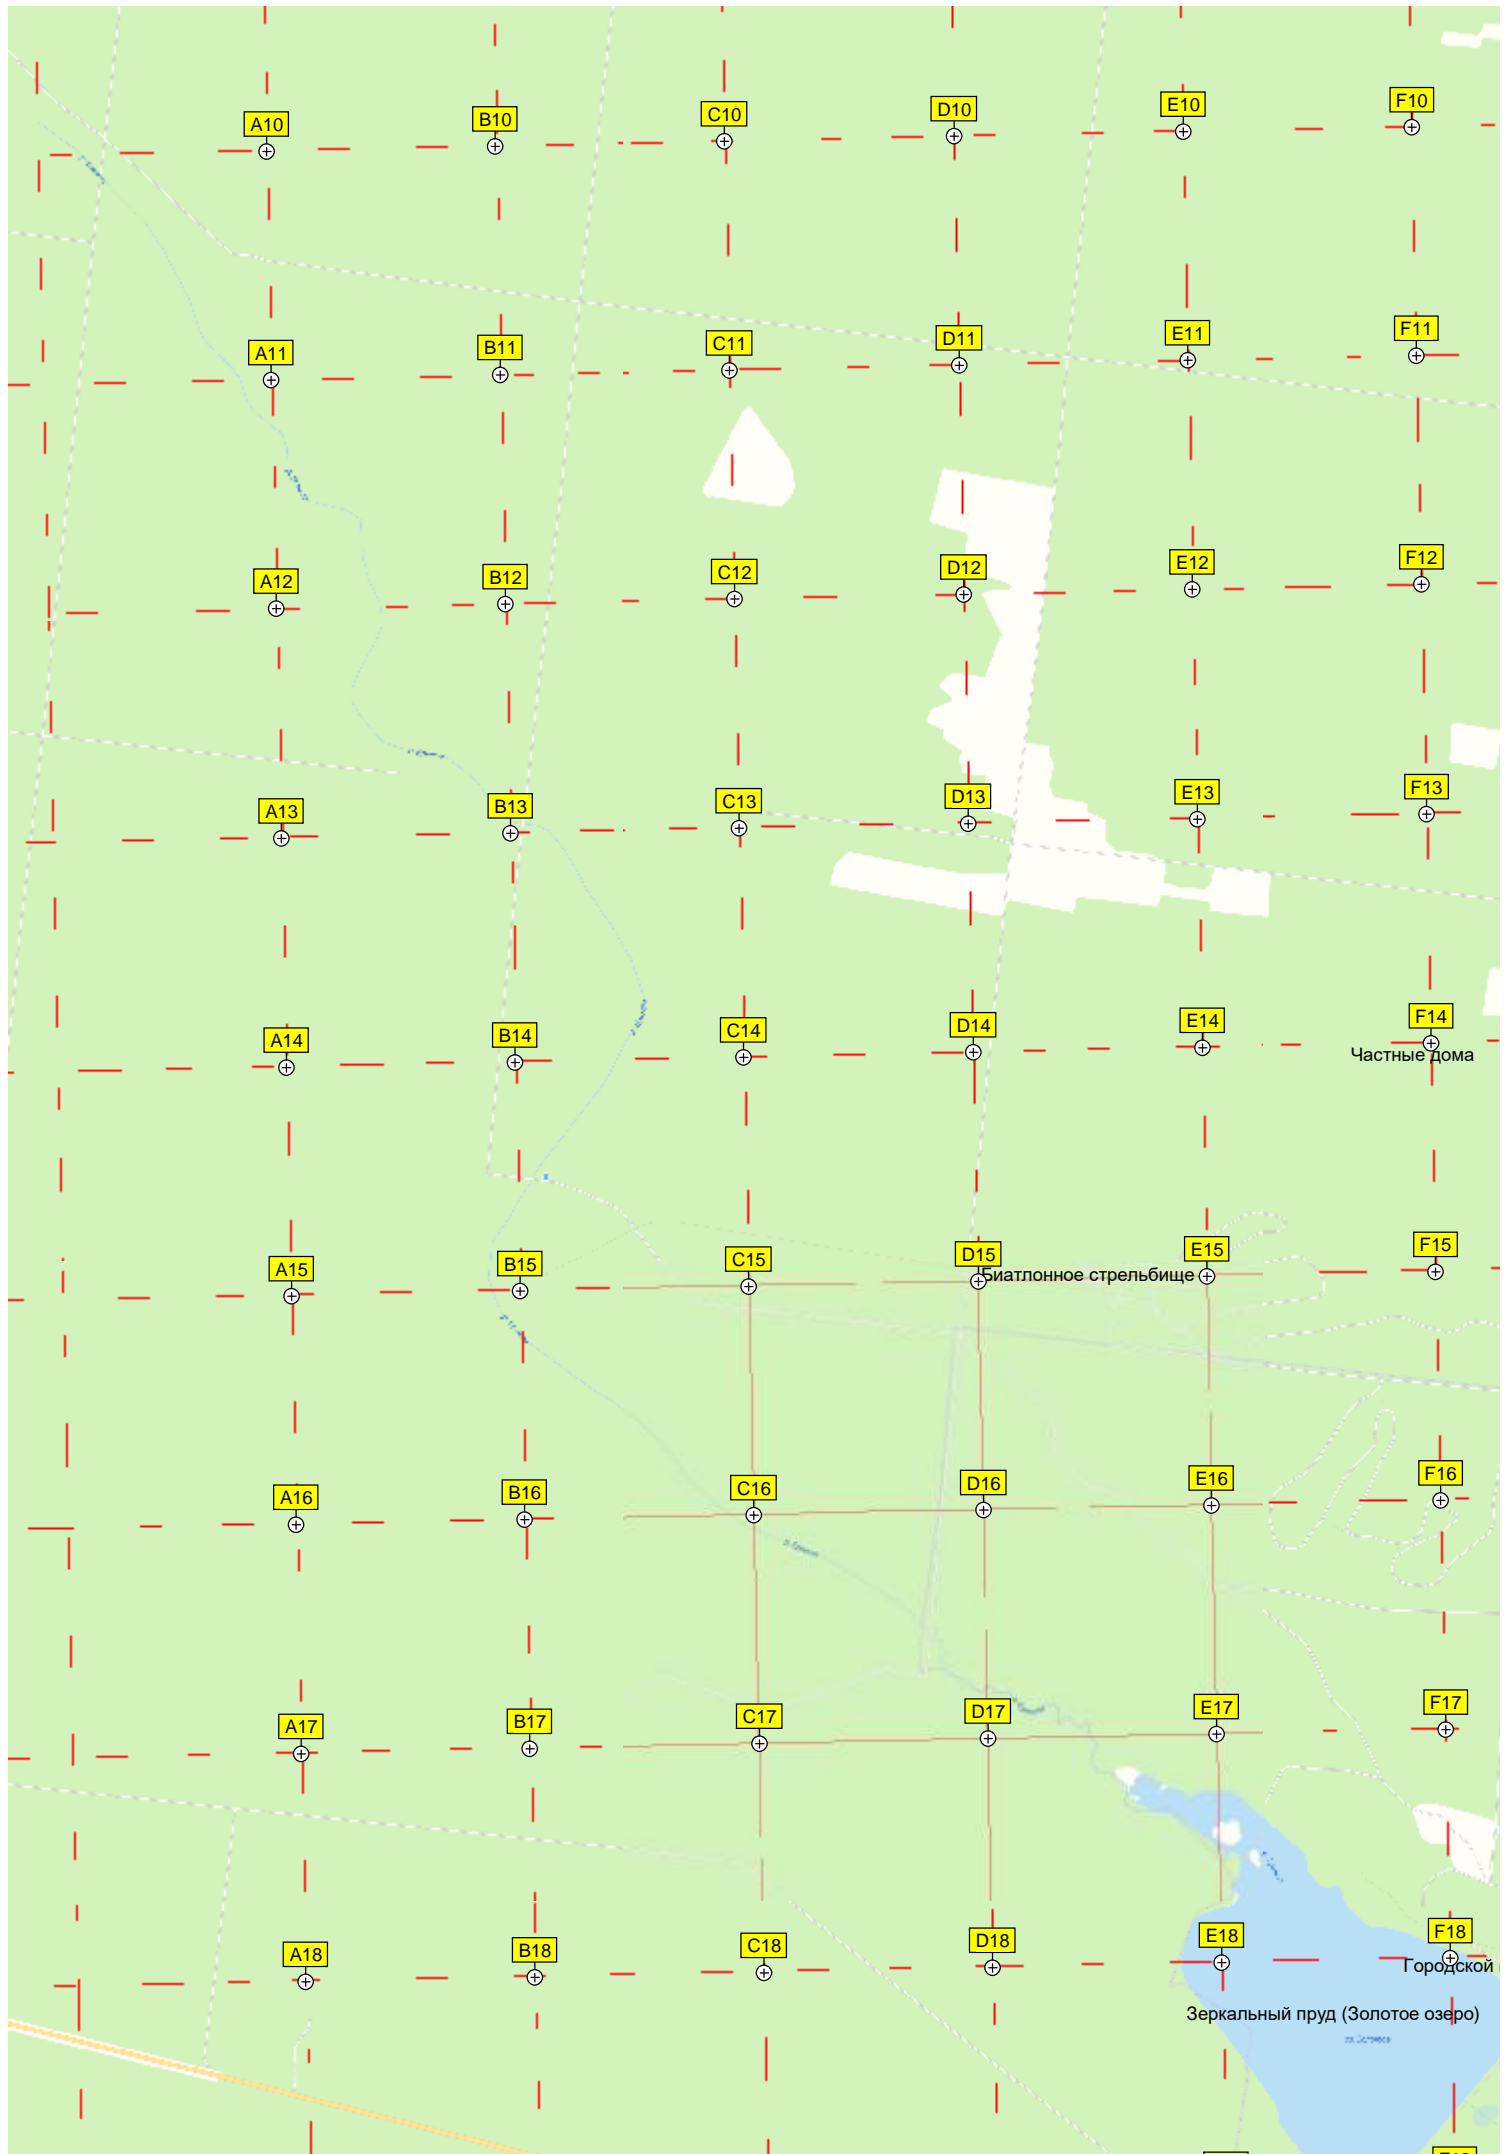 A10 B10 C10 D10 E10 F10
A11 B11 C11 D11 E11 F11
A12 B12 C12 D12 E12 F12
A13 B13 C13 D13 E13 F13
A14 B14 C14 D14 E14 F14
Частные дома
A15 B15 C15 D15 E15 F15
Биатлонное стрельбище
A16 B16 C16 D16 E16 F16
A17 B17 C17 D17 E17 F17
A18 B18 C18 D18 E18 F18
Городской
Зеркальный пруд (Золотое озеро)